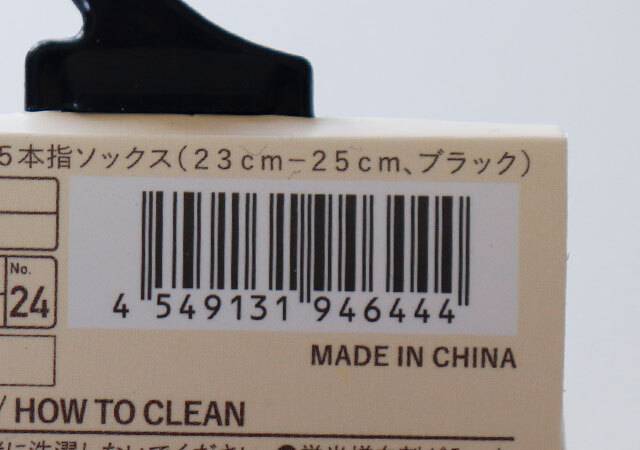 5本指ソックス(23cm-25cm、ブラック)
No.
24
4 549131 946444
MADE IN CHINA
/ HOW TO CLEAN